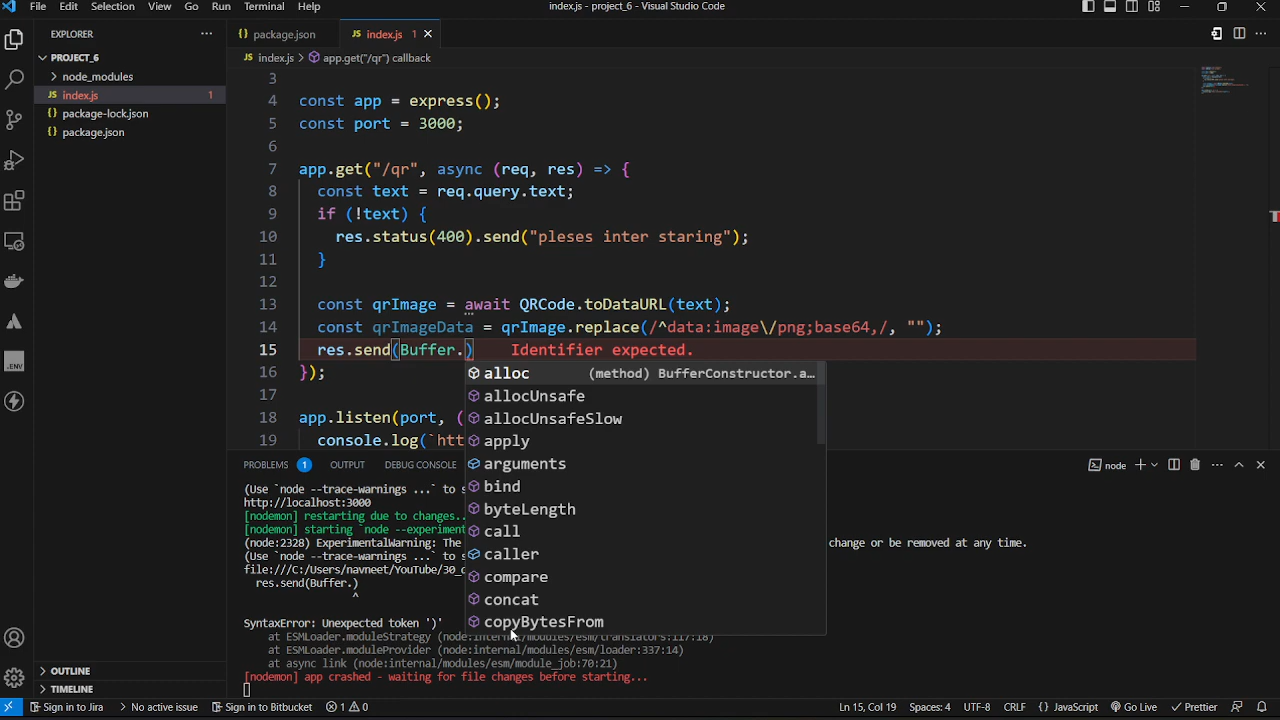 File Edit Selection View Go Run Terminal Help index.js - project_6 - Visual Studio Code
EXPLORER
PROJECT_6
node_modules
index.js 1
package-lock.json
package.json
OUTLINE
TIMELINE
.ENV
package.json JS index.js 1
JS index.js > app.get("/qr") callback
3
4 const app = express();
5 const port = 3000;
6
7 app.get("/qr", async (req, res) => {
8 const text = req.query.text;
9 if (!text) {
10 res.status(400).send("pleses inter staring");
11 }
12
13 const qrImage = await QRCode.toDataURL(text);
14 const qrImageData = qrImage.replace(/^data:image\/png;base64,/, "");
15 res.send(Buffer.) Identifier expected.
16 });
17
18 app.listen(port, (
19 console.log(`htt
alloc (method) BufferConstructor.a…
allocUnsafe
allocUnsafeSlow
apply
arguments
bind
byteLength
call
caller
compare
concat
copyBytesFrom
PROBLEMS 1 OUTPUT DEBUG CONSOLE node
(Use `node --trace-warnings ...` to s
http://localhost:3000
[nodemon] restarting due to changes..
[nodemon] starting `node --experiment
(node:2328) ExperimentalWarning: The change or be removed at any time.
(Use `node --trace-warnings ...` to s
file:///C:/Users/navneet/YouTube/30_
res.send(Buffer.)
^
SyntaxError: Unexpected token ')'
at ESMLoader.moduleStrategy (node:internal/modules/esm/translators:117:18)
at ESMLoader.moduleProvider (node:internal/modules/esm/loader:337:14)
at async link (node:internal/modules/esm/module_job:70:21)
[nodemon] app crashed - waiting for file changes before starting...
Sign in to Jira No active issue Sign in to Bitbucket 1 0 Ln 15, Col 19 Spaces: 4 UTF-8 CRLF {} JavaScript Go Live Prettier